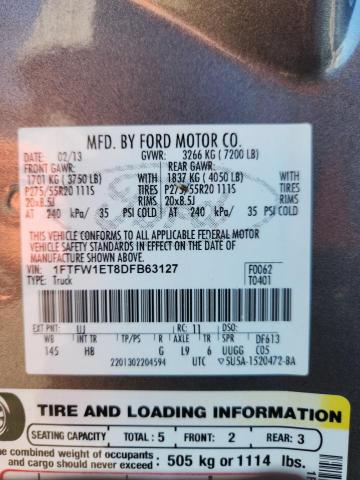 MFD. BY FORD MOTOR CO.
DATE: 02/13 GVWR: 3266 KG (7200 LB)
FRONT GAWR: REAR GAWR:
1701 KG (3750 LB) 1837 KG (4050 LB)
P275/55R20 111S TIRES P275/55R20 111S
20x8.5J RIMS 20x8.5J
AT 240 kPa/ 35 PSI COLD AT 240 kPa/ 35 PSI COLD
THIS VEHICLE CONFORMS TO ALL APPLICABLE FEDERAL MOTOR
VEHICLE SAFETY STANDARDS IN EFFECT ON THE DATE OF
MANUFACTURE SHOWN ABOVE.
VIN: 1FTFW1ET8DFB63127 F0062
TYPE: Truck T0401
EXT PNT: UJ RC: 11 DSO: DF613
WB INT TR TP/PS R AXLE TR SPR
145 HB G L9 6 UUGG C05
2201302204594 UTC ▽ 5U5A-1520472-BA
TIRE AND LOADING INFORMATION
SEATING CAPACITY TOTAL : 5 FRONT: 2 REAR: 3
The combined weight of occupants
and cargo should never exceed: 505 kg or 1114 lbs.